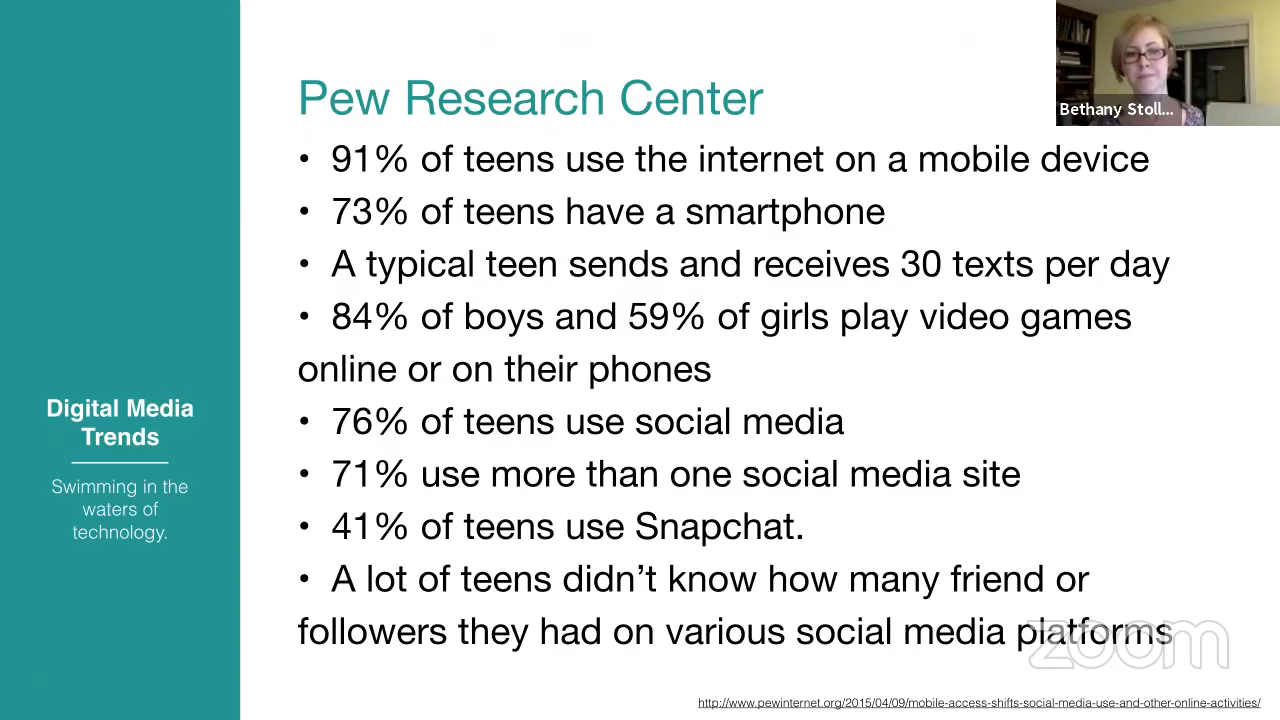 Pew Research Center
• 91% of teens use the internet on a mobile device
• 73% of teens have a smartphone
• A typical teen sends and receives 30 texts per day
• 84% of boys and 59% of girls play video games
online or on their phones
• 76% of teens use social media
• 71% use more than one social media site
• 41% of teens use Snapchat.
• A lot of teens didn’t know how many friend or
followers they had on various social media platforms
Digital Media
Trends
Swimming in the
waters of
technology.
Bethany Stoll...
zoom
http://www.pewinternet.org/2015/04/09/mobile-access-shifts-social-media-use-and-other-online-activities/